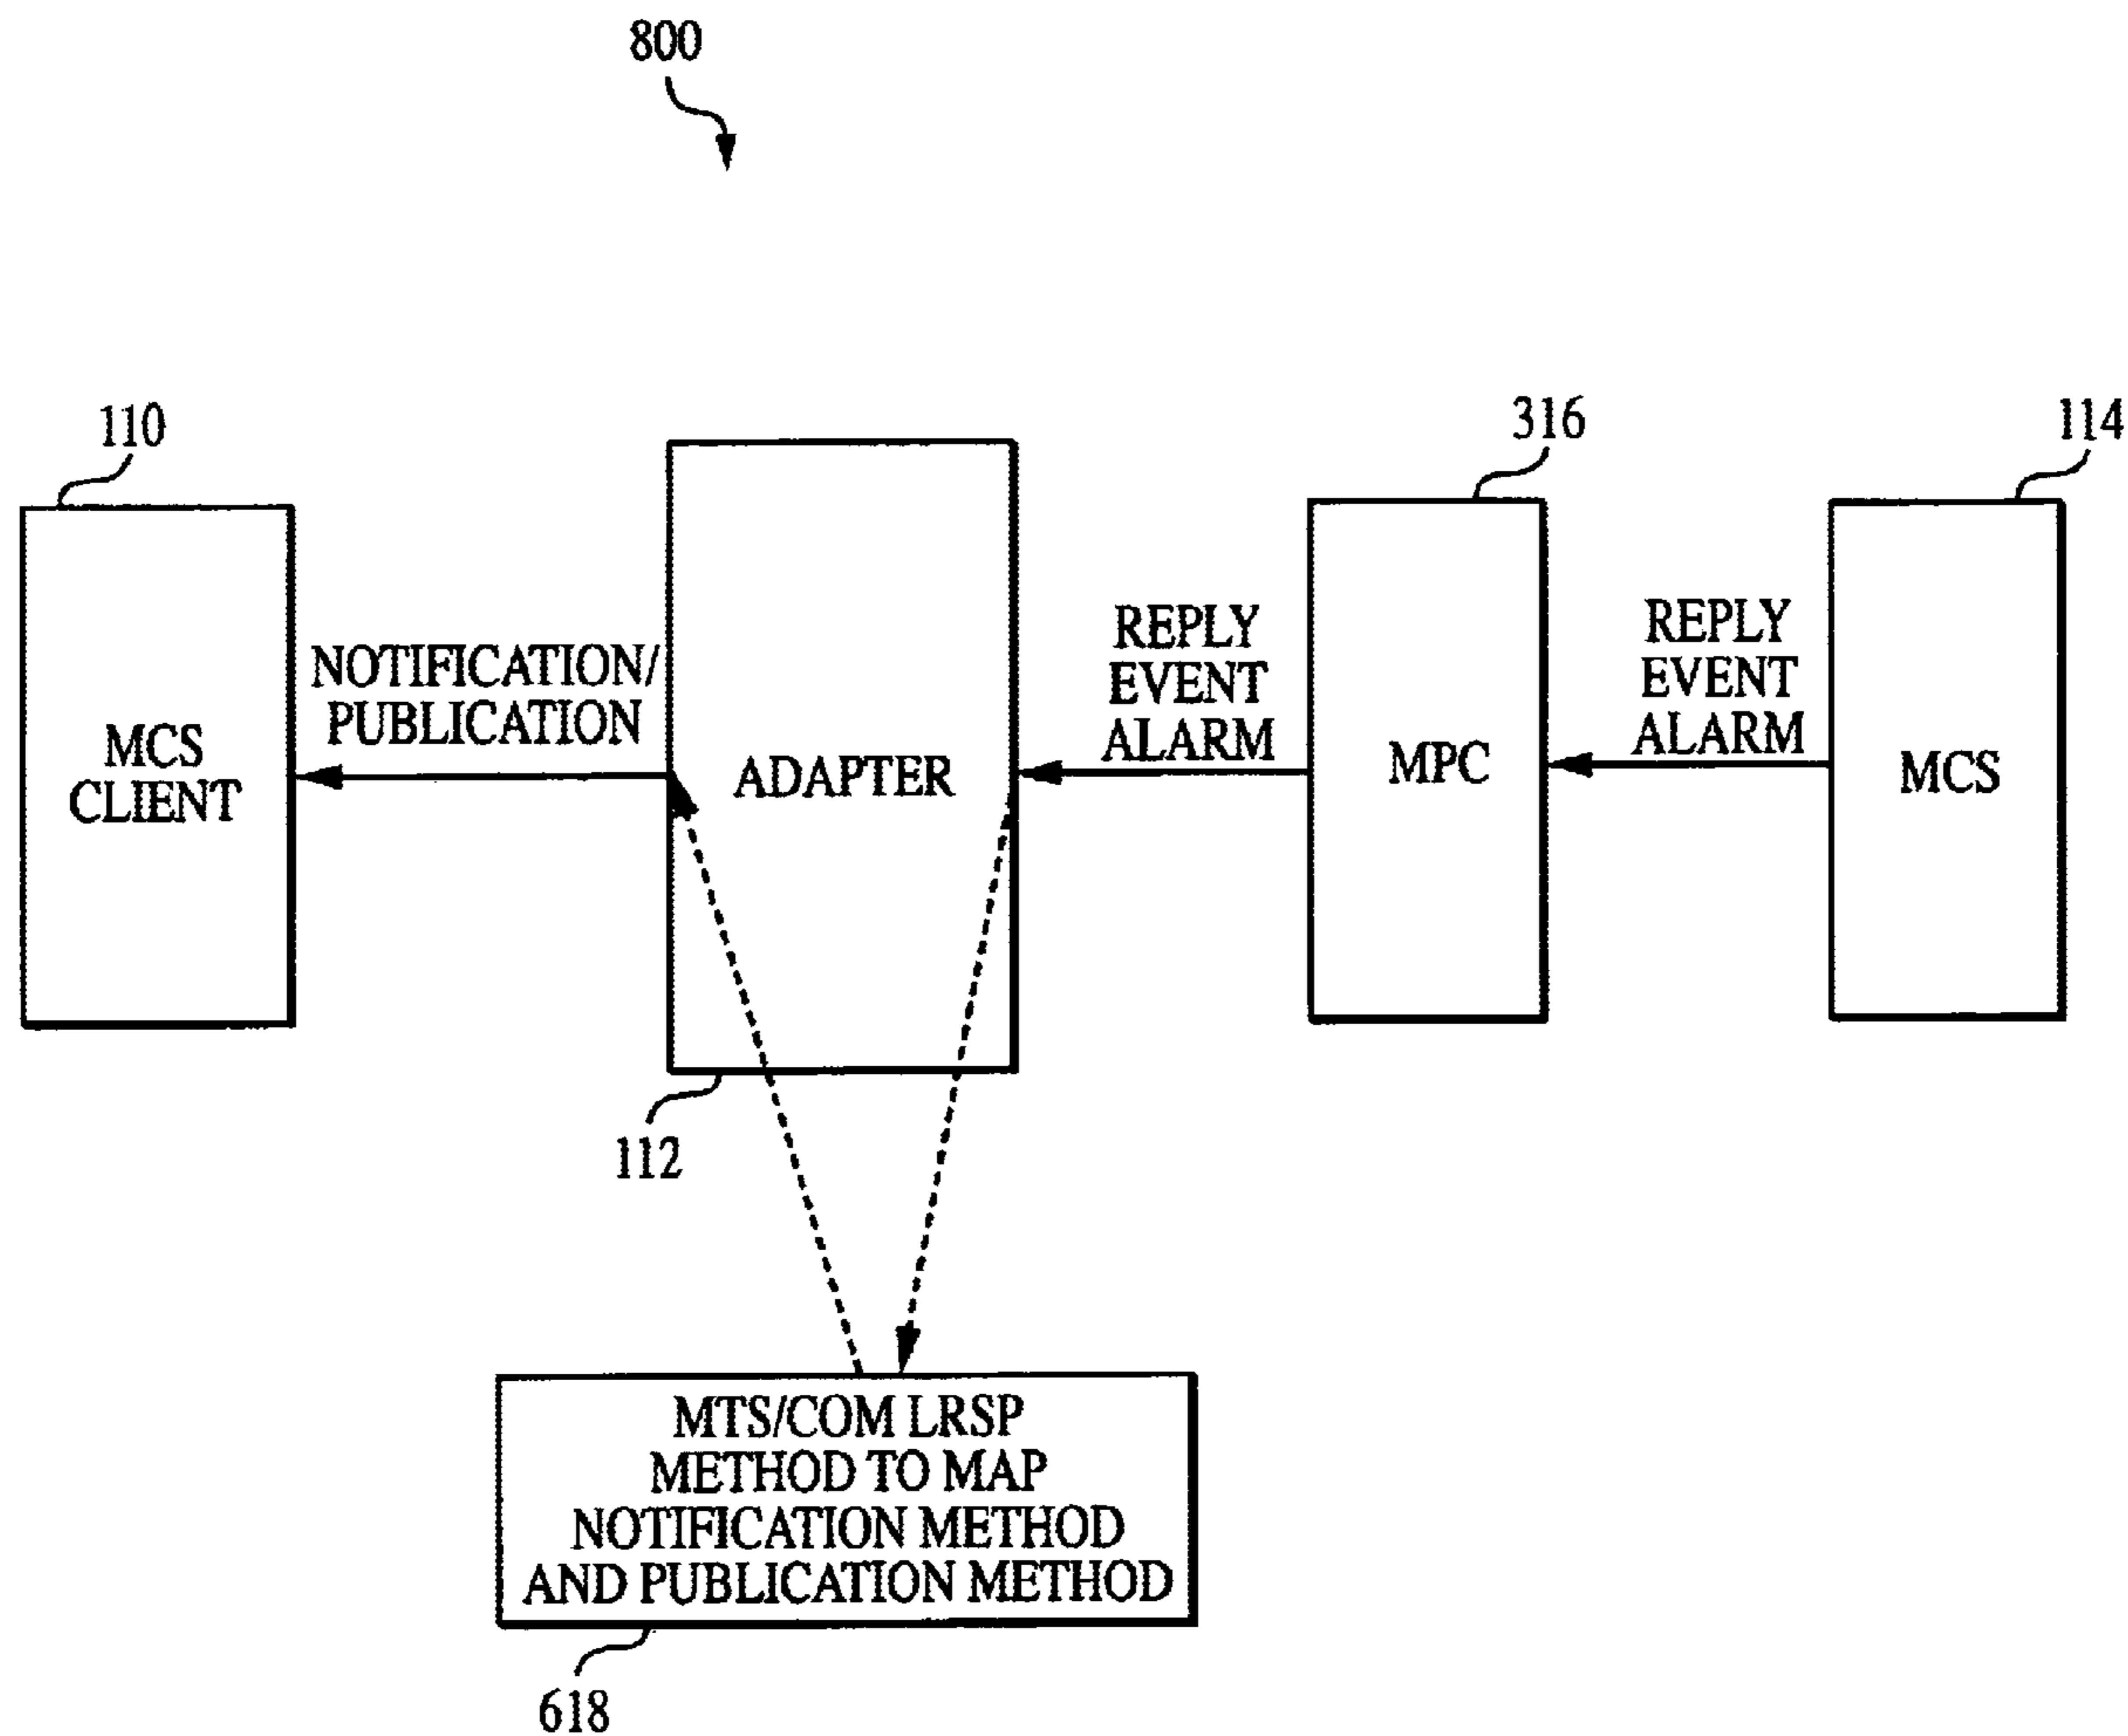 800
110
316
114
NOTIFICATION/
PUBLICATION
REPLY
EVENT
ALARM
REPLY
EVENT
ALARM
MCS
CLIENT
ADAPTER
MPC
MCS
112
MTS/COM LRSP
METHOD TO MAP
NOTIFICATION METHOD
AND PUBLICATION METHOD
618